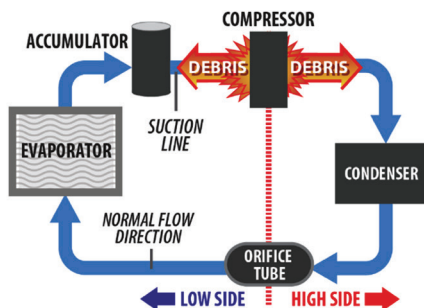 COMPRESSOR
ACCUMULATOR
DEBRIS
DEBRIS
SUCTION
LINE
EVAPORATOR
CONDENSER
NORMAL FLOW
DIRECTION
ORIFICE
TUBE
LOW SIDE
HIGH SIDE